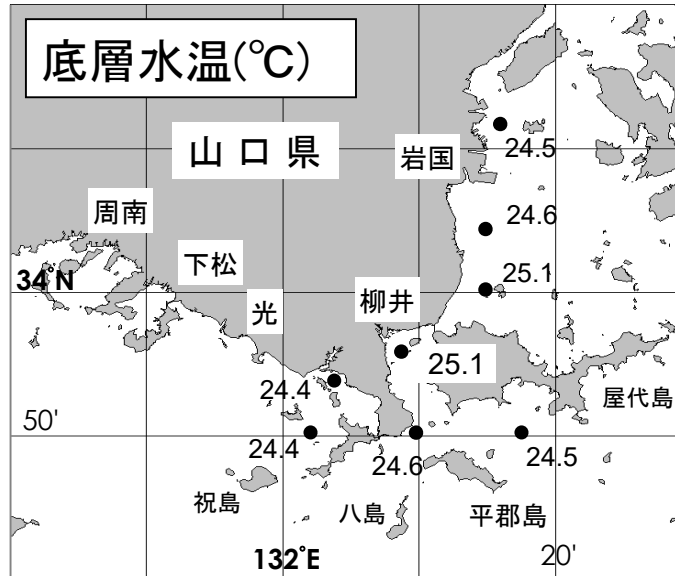 底層水温(℃)
山口県
岩国
24.5
周南
24.6
下松
34°N
25.1
光
柳井
25.1
24.4
屋代島
50'
24.4
24.6
24.5
祝島
八島
平郡島
132°E
20'